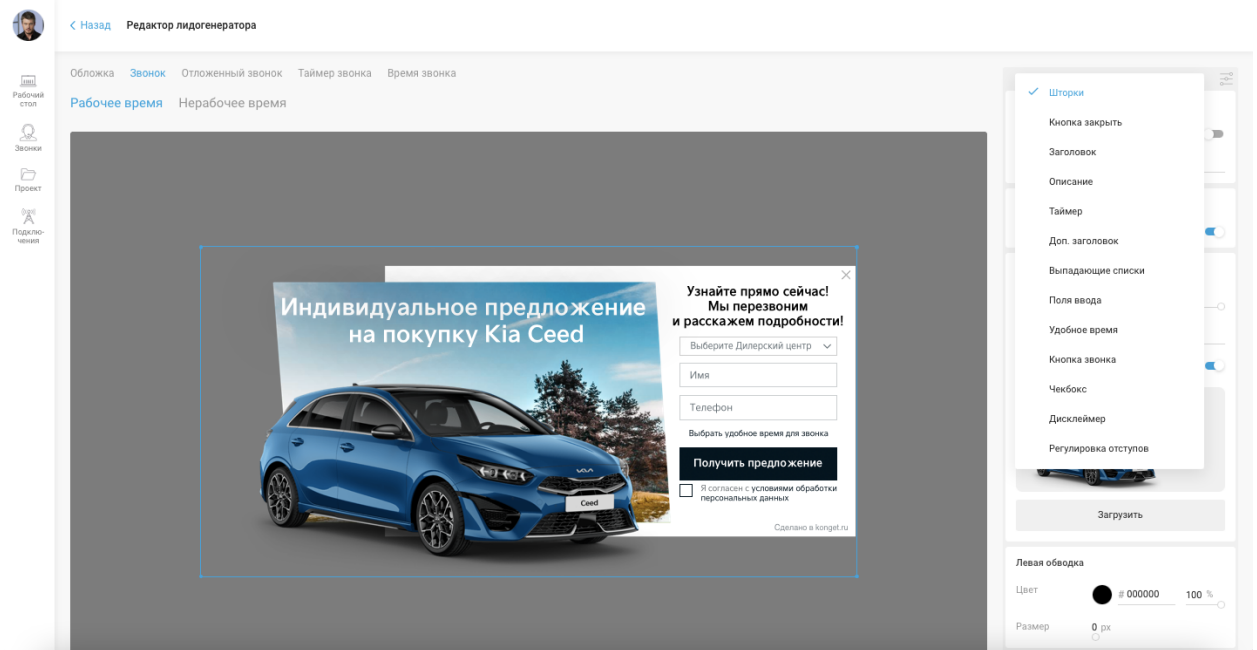 Назад
Редактор лидогенератора
Рабочий
стол
Звонки
Проект
Подклю-
чения
Обложка
Звонок
Отложенный звонок
Таймер звонка
Время звонка
Рабочее время
Нерабочее время
Индивидуальное предложение
на покупку Kia Ceed
Ceed
Узнайте прямо сейчас!
Мы перезвоним
и расскажем подробности!
Выберите Дилерский центр
Имя
Телефон
Выбрать удобное время для звонка
Получить предложение
Я согласен с условиями обработки
персональных данных
Сделано в konget.ru
Шторки
Кнопка закрыть
Заголовок
Описание
Таймер
Доп. заголовок
Выпадающие списки
Поля ввода
Удобное время
Кнопка звонка
Чекбокс
Дисклеймер
Регулировка отступов
Загрузить
Левая обводка
Цвет
# 000000
100 %
Размер
0 px